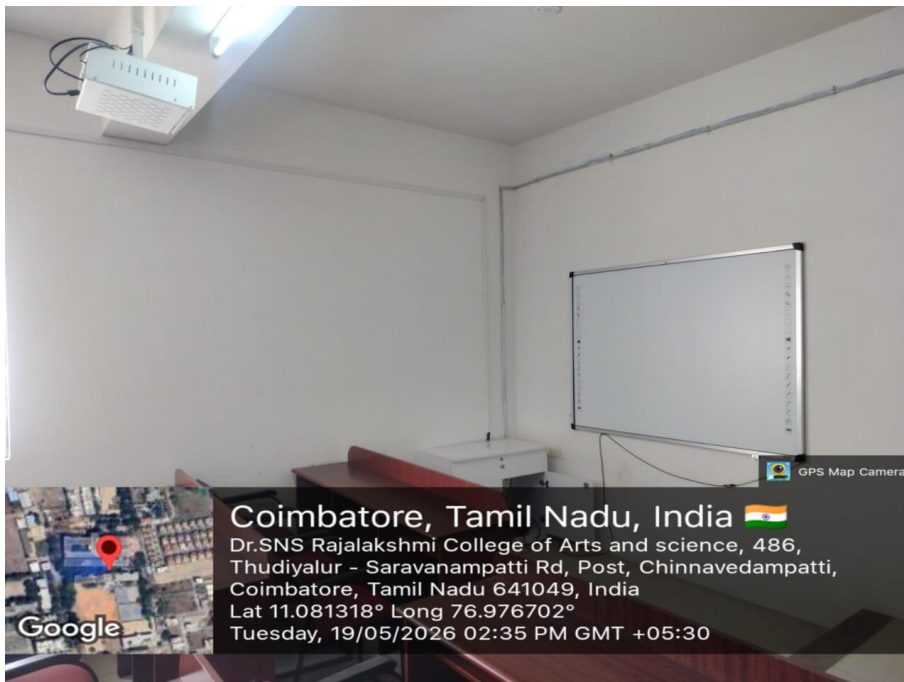 GPS Map Camera
Coimbatore, Tamil Nadu, India
Dr.SNS Rajalakshmi College of Arts and science, 486,
Thudiyalur - Saravanampatti Rd, Post, Chinnavedampatti,
Coimbatore, Tamil Nadu 641049, India
Lat 11.081318° Long 76.976702°
Tuesday, 19/05/2026 02:35 PM GMT +05:30
Google